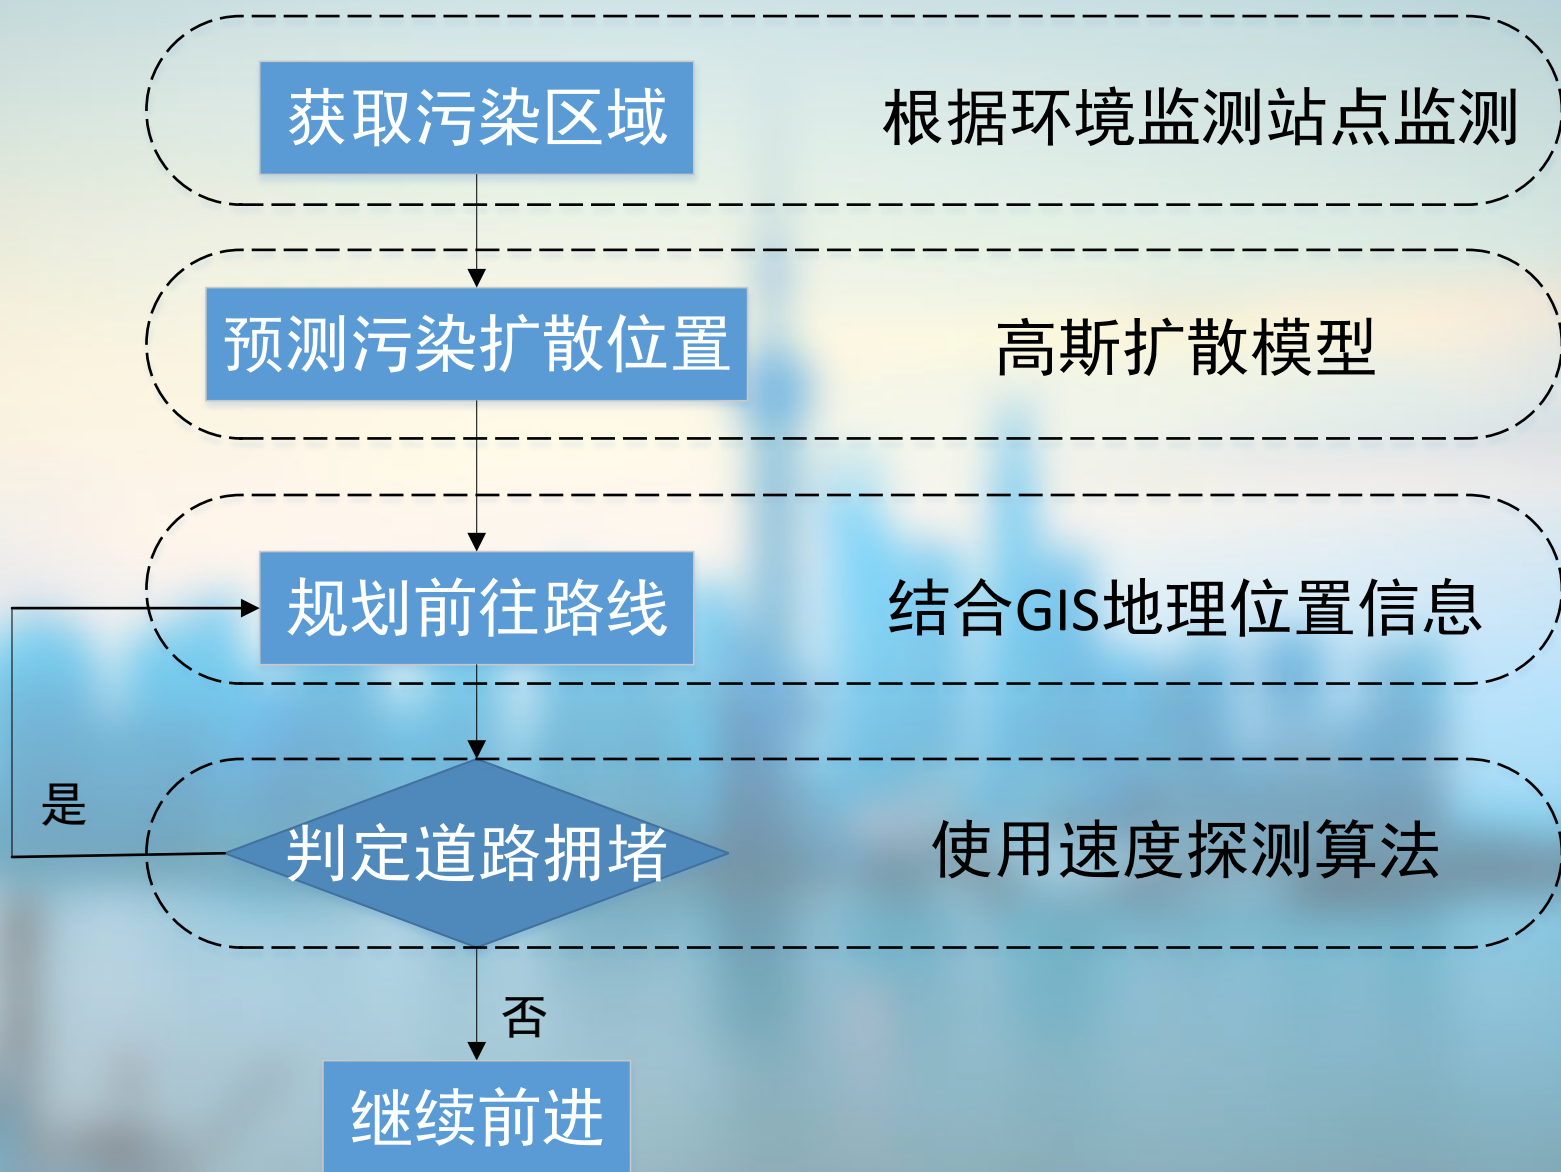 获取污染区域
根据环境监测站点监测
预测污染扩散位置
高斯扩散模型
规划前往路线
结合GIS地理位置信息
是
判定道路拥堵
使用速度探测算法
否
继续前进